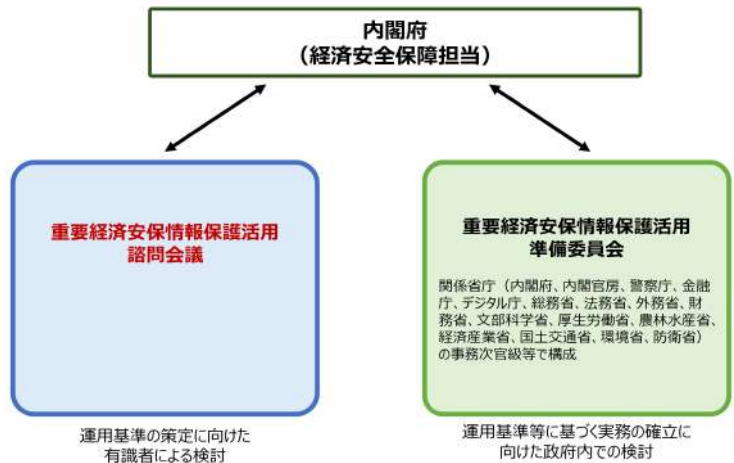 内閣府
（経済安全保障担当）
重要経済安保情報保護活用
諮問会議
重要経済安保情報保護活用
準備委員会
関係省庁（内閣府、内閣官房、警察庁、金融
庁、デジタル庁、総務省、法務省、外務省、財
務省、文部科学省、厚生労働省、農林水産省、
経済産業省、国土交通省、環境省、防衛省）
の事務次官級等で構成
運用基準の策定に向けた
有識者による検討
運用基準等に基づく実務の確立に
向けた政府内での検討